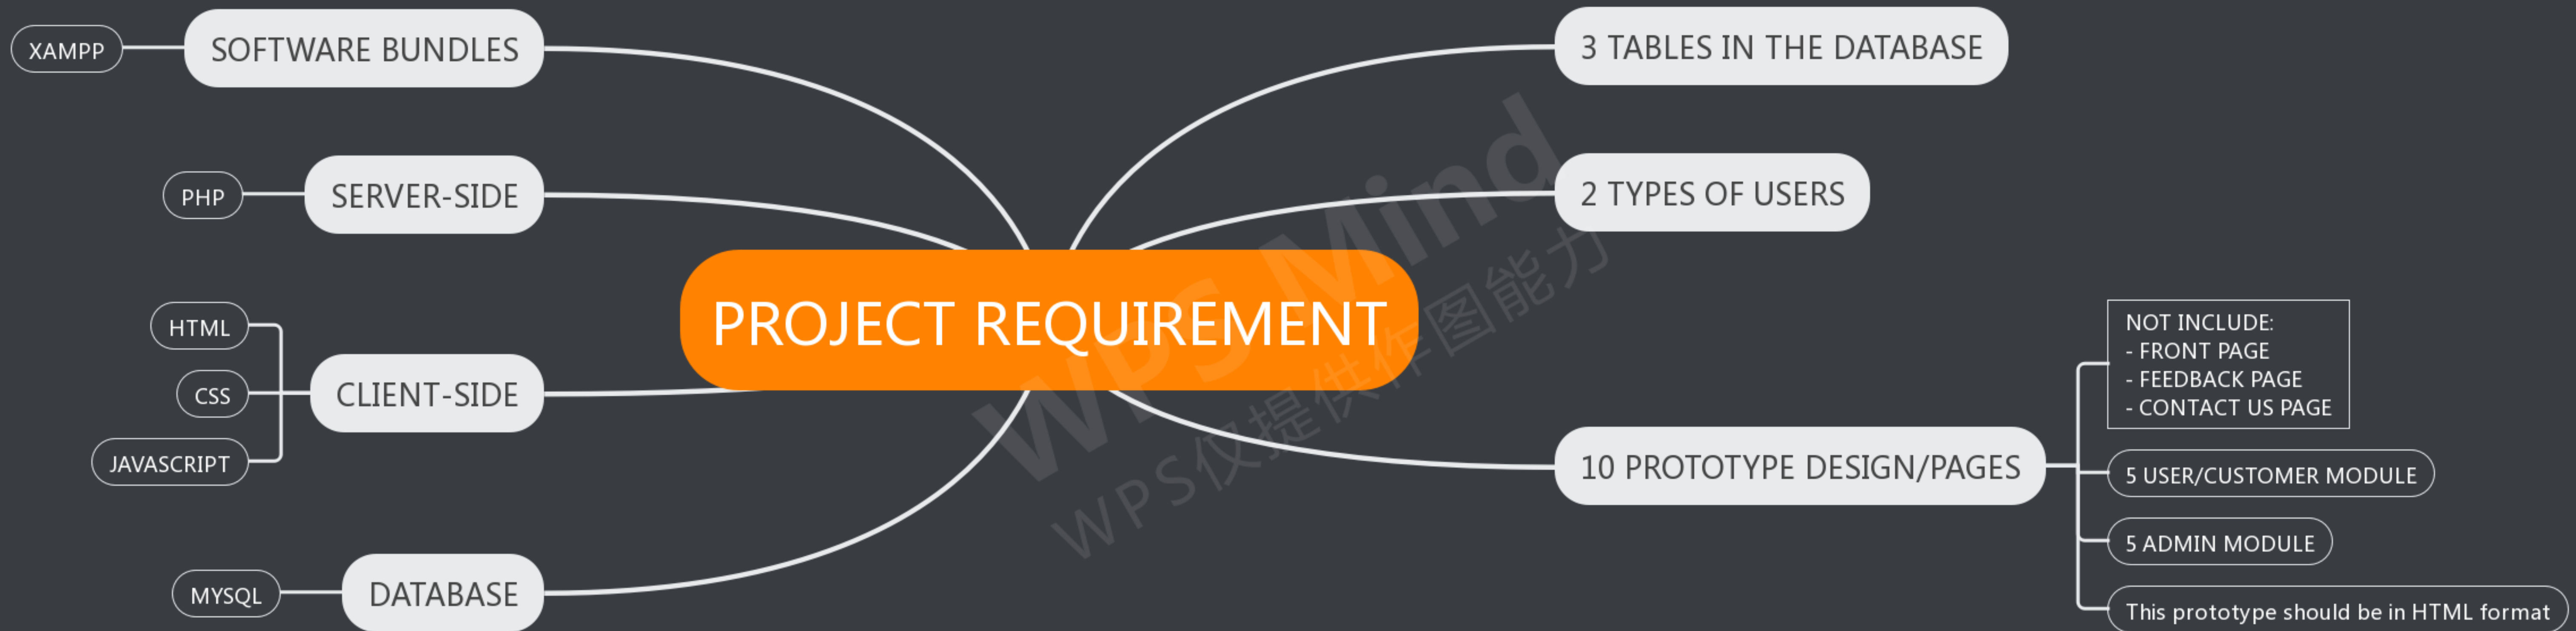 XAMPP
SOFTWARE BUNDLES
PHP
SERVER-SIDE
HTML
CSS
JAVASCRIPT
CLIENT-SIDE
MYSQL
DATABASE
PROJECT REQUIREMENT
3 TABLES IN THE DATABASE
2 TYPES OF USERS
10 PROTOTYPE DESIGN/PAGES
NOT INCLUDE:
- FRONT PAGE
- FEEDBACK PAGE
- CONTACT US PAGE
5 USER/CUSTOMER MODULE
5 ADMIN MODULE
This prototype should be in HTML format
WPS Mind
WPS仅提供作图能力